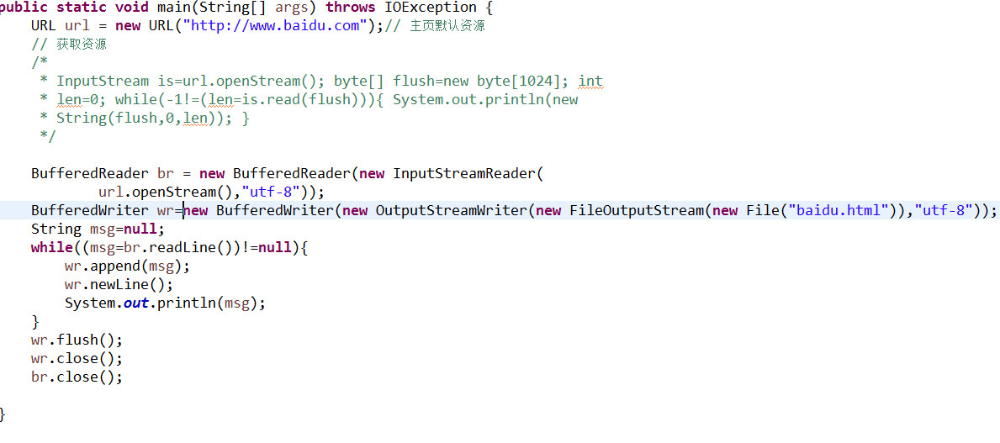 public static void main(String[] args) throws IOException {
URL url = new URL("http://www.baidu.com");// 主页默认资源
// 获取资源
/*
* InputStream is=url.openStream(); byte[] flush=new byte[1024]; int
* len=0; while(-1!=(len=is.read(flush))){ System.out.println(new
* String(flush,0,len)); }
*/
BufferedReader br = new BufferedReader(new InputStreamReader(
url.openStream(),"utf-8"));
BufferedWriter wr=new BufferedWriter(new OutputStreamWriter(new FileOutputStream(new File("baidu.html")),"utf-8"));
String msg=null;
while((msg=br.readLine())!=null){
wr.append(msg);
wr.newLine();
System.out.println(msg);
}
wr.flush();
wr.close();
br.close();
}